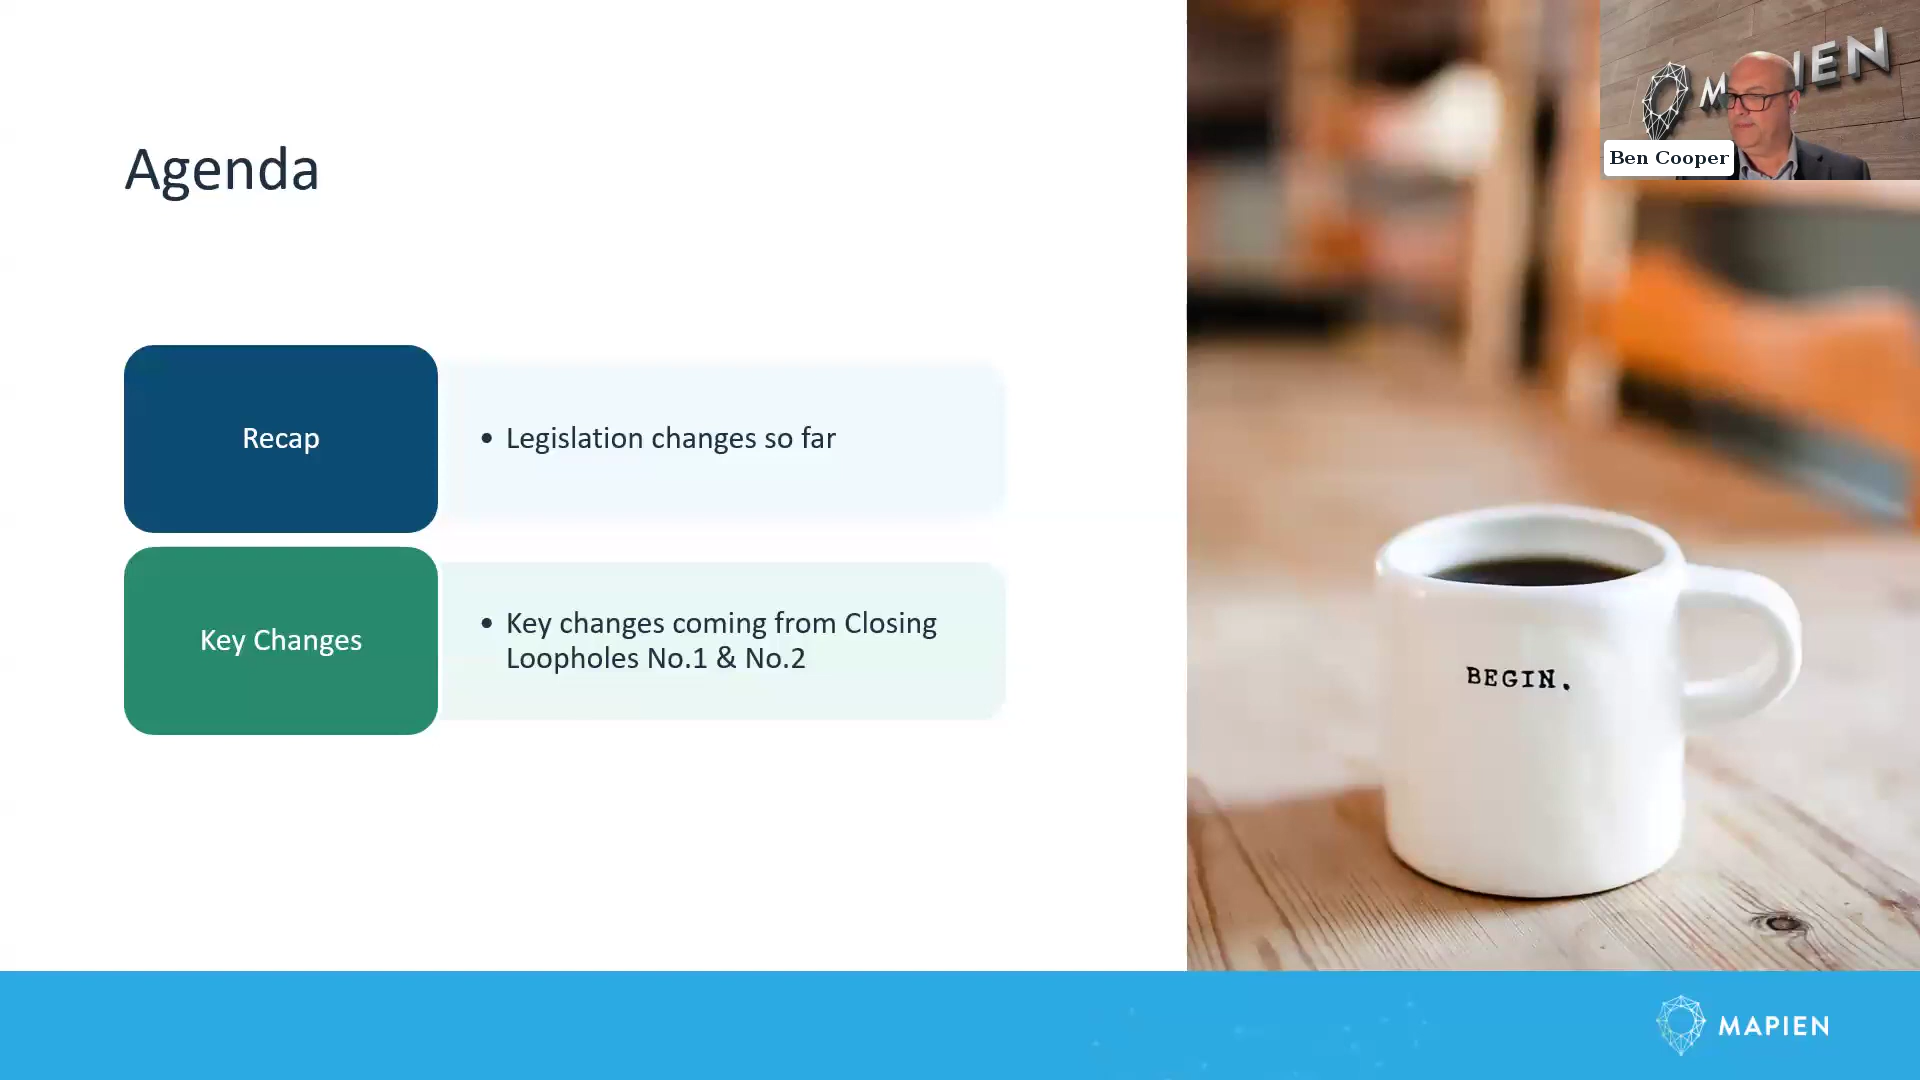 Agenda
Recap
• Legislation changes so far
Key Changes
• Key changes coming from Closing
Loopholes No.1 & No.2
MAPIEN
Ben Cooper
BEGIN.
MAPIEN